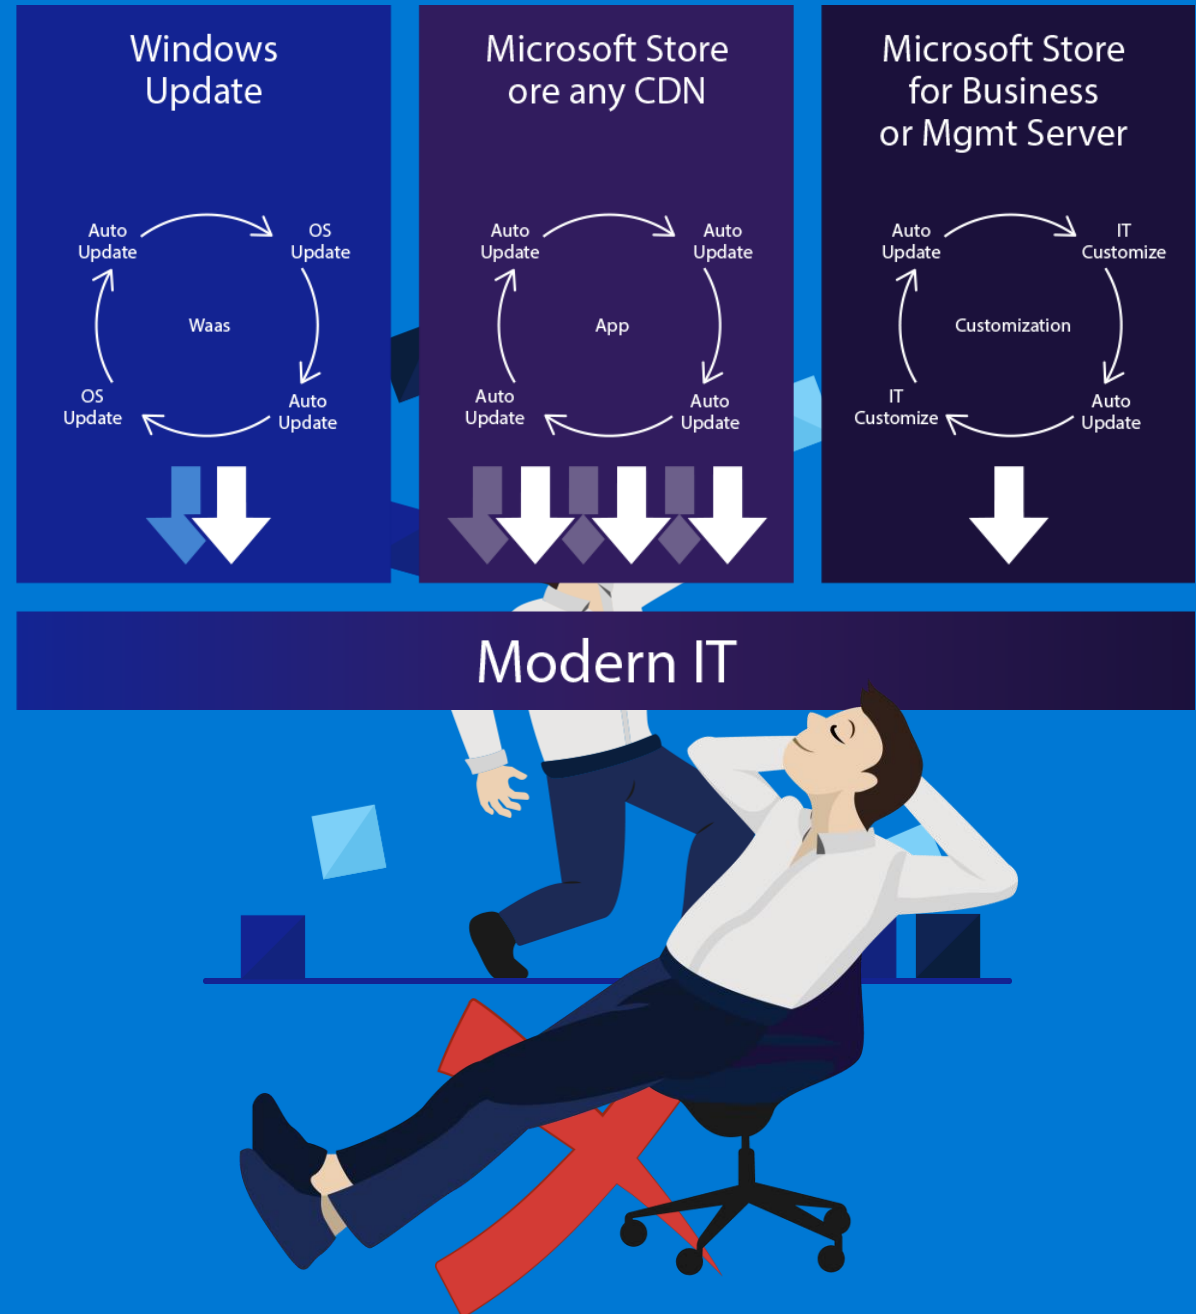 Windows
Update
Auto
Update
OS
Update
Waas
OS
Update
Auto
Update
Microsoft Store
ore any CDN
Auto
Update
Auto
Update
App
Auto
Update
Auto
Update
Microsoft Store
for Business
or Mgmt Server
Auto
Update
IT
Customize
Customization
IT
Customize
Auto
Update
Modern IT